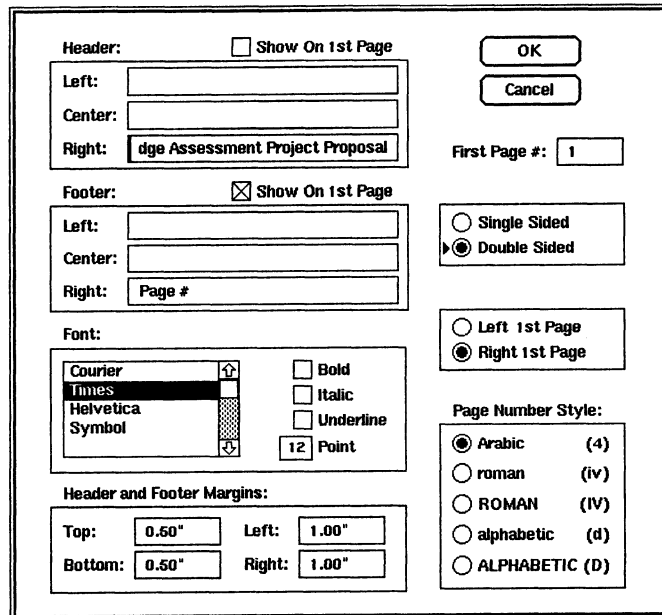 Header: Show On 1st Page
Left:
Center:
Right: dge Assessment Project Proposal
Footer: Show On 1st Page
Left:
Center:
Right: Page #
Font:
Courier
Times
Helvetica
Symbol
Bold
Italic
Underline
12 Point
Header and Footer Margins:
Top: 0.50" Left: 1.00"
Bottom: 0.50" Right: 1.00"
OK
Cancel
First Page #: 1
Single Sided
Double Sided
Left 1st Page
Right 1st Page
Page Number Style:
Arabic (4)
roman (iv)
ROMAN (IV)
alphabetic (d)
ALPHABETIC (D)